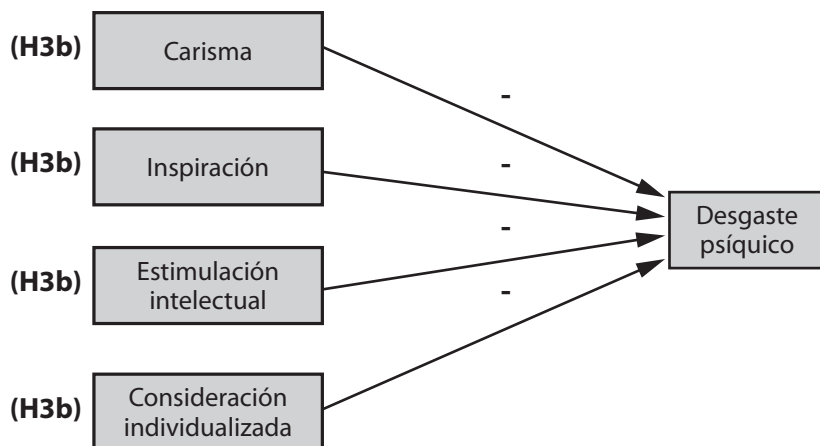 (H3b)
Carisma
-
(H3b)
Inspiración
-
Desgaste
psíquico
-
(H3b)
Estimulación
intelectual
-
(H3b)
Consideración
individualizada